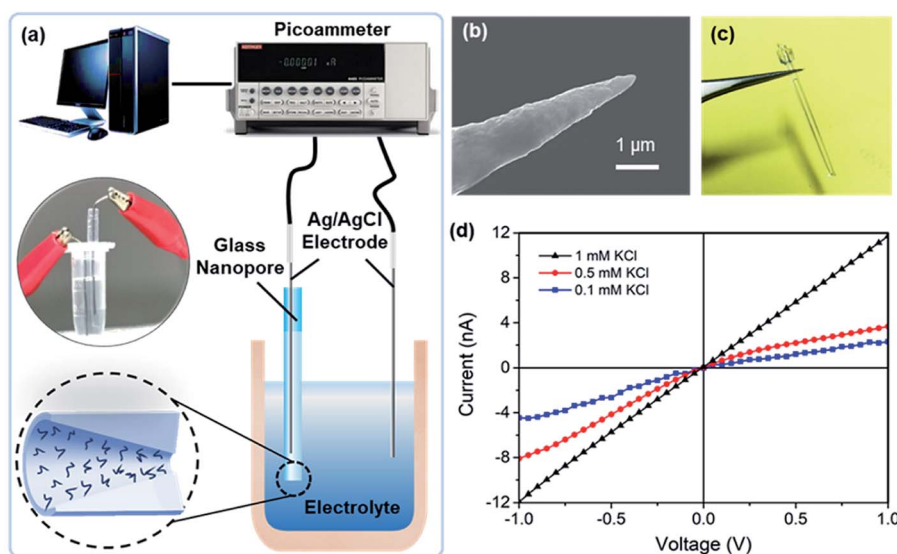 (a)
Picoammeter
Ag/AgCl
Electrode
Glass
Nanopore
Electrolyte
(b)
1 µm
(c)
(d)
1 mM KCl
0.5 mM KCl
0.1 mM KCl
Current (nA)
12
8
4
0
-4
-8
-12
-1.0
-0.5
0.0
0.5
1.0
Voltage (V)